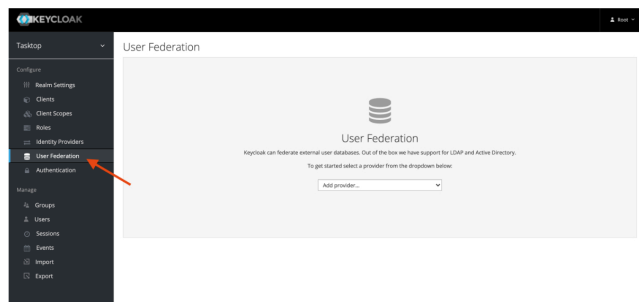 KEYCLOAK
Root
Tasktop
User Federation
Configure
Realm Settings
Clients
Client Scopes
Roles
Identity Providers
User Federation
Authentication
Manage
Groups
Users
Sessions
Events
Import
Export
User Federation
Keycloak can federate external user databases. Out of the box we have support for LDAP and Active Directory.
To get started select a provider from the dropdown below:
Add provider...